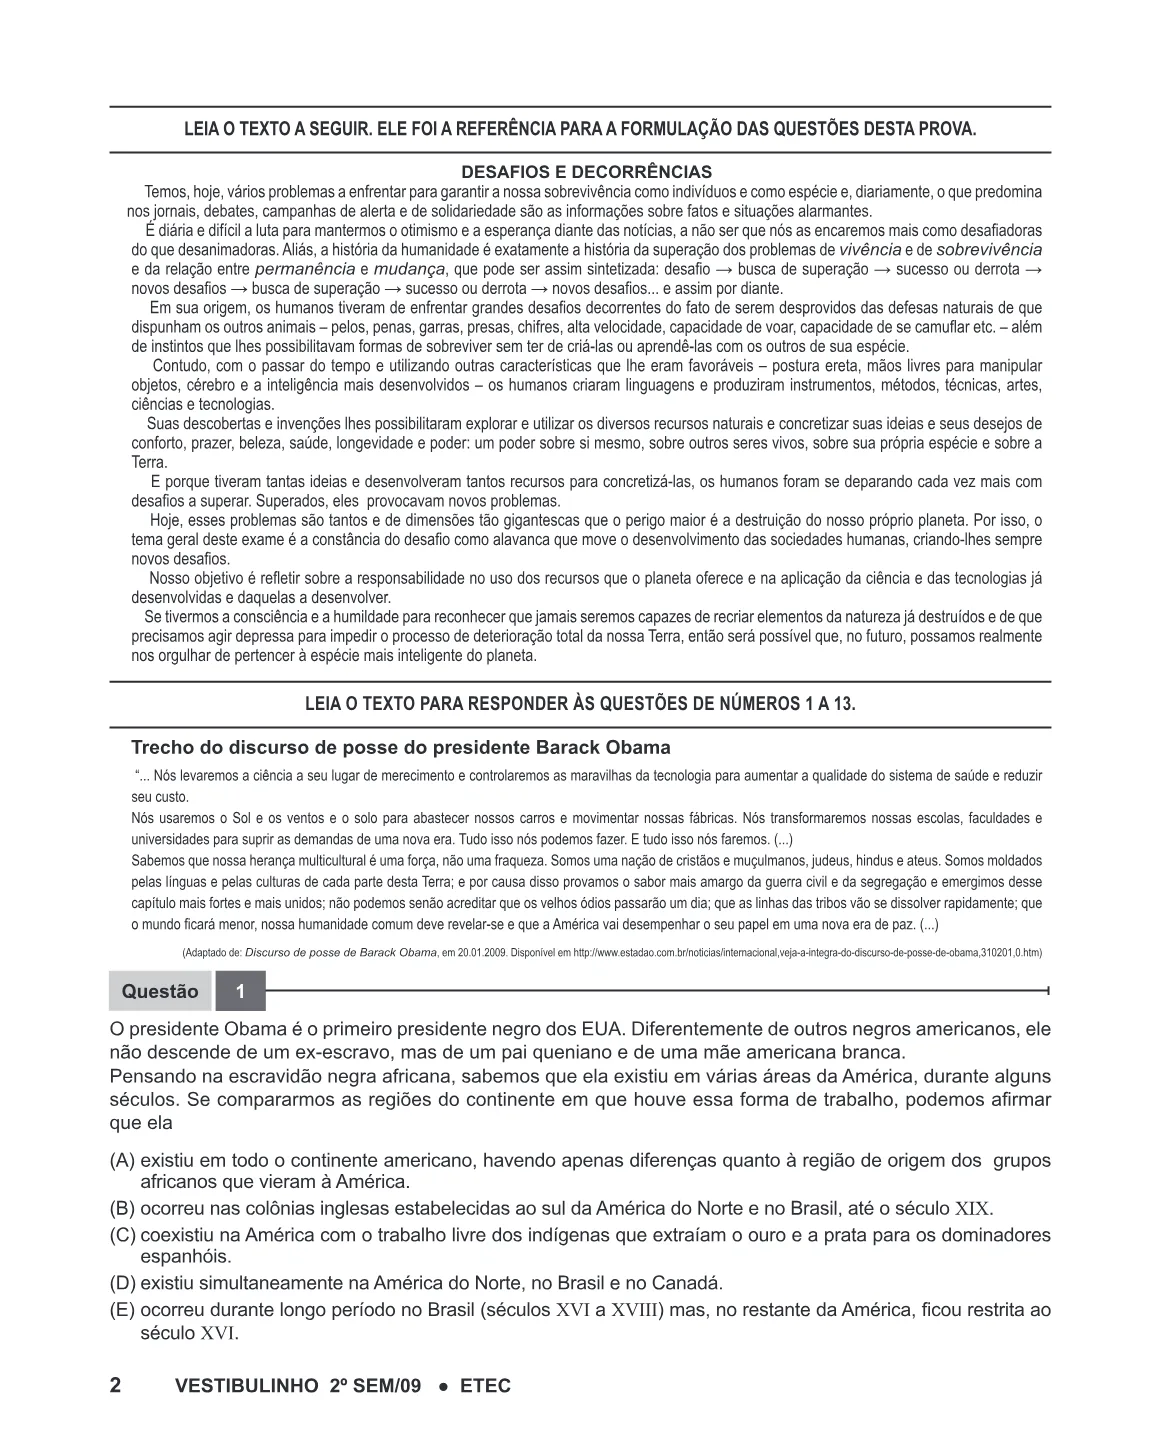 LEIA O TEXTO A SEGUIR. ELE FOI A REFERÊNCIA PARA A FORMULAÇÃO DAS QUESTÕES DESTA PROVA.
DESAFIOS E DECORRÊNCIAS
Temos, hoje, vários problemas a enfrentar para garantir a nossa sobrevivência como indivíduos e como espécie e, diariamente, o que predomina
nos jornais, debates, campanhas de alerta e de solidariedade são as informações sobre fatos e situações alarmantes.
É diária e difícil a luta para mantermos o otimismo e a esperança diante das notícias, a não ser que nós as encaremos mais como desafiadoras
do que desanimadoras. Aliás, a história da humanidade é exatamente a história da superação dos problemas de vivência e de sobrevivência
e da relação entre permanência e mudança, que pode ser assim sintetizada: desafio → busca de superação → sucesso ou derrota →
novos desafios → busca de superação → sucesso ou derrota → novos desafios... e assim por diante.
Em sua origem, os humanos tiveram de enfrentar grandes desafios decorrentes do fato de serem desprovidos das defesas naturais de que
dispunham os outros animais – pelos, penas, garras, presas, chifres, alta velocidade, capacidade de voar, capacidade de se camuflar etc. – além
de instintos que lhes possibilitavam formas de sobreviver sem ter de criá-las ou aprendê-las com os outros de sua espécie.
Contudo, com o passar do tempo e utilizando outras características que lhe eram favoráveis – postura ereta, mãos livres para manipular
objetos, cérebro e a inteligência mais desenvolvidos – os humanos criaram linguagens e produziram instrumentos, métodos, técnicas, artes,
ciências e tecnologias.
Suas descobertas e invenções lhes possibilitaram explorar e utilizar os diversos recursos naturais e concretizar suas ideias e seus desejos de
conforto, prazer, beleza, saúde, longevidade e poder: um poder sobre si mesmo, sobre outros seres vivos, sobre sua própria espécie e sobre a
Terra.
E porque tiveram tantas ideias e desenvolveram tantos recursos para concretizá-las, os humanos foram se deparando cada vez mais com
desafios a superar. Superados, eles provocavam novos problemas.
Hoje, esses problemas são tantos e de dimensões tão gigantescas que o perigo maior é a destruição do nosso próprio planeta. Por isso, o
tema geral deste exame é a constância do desafio como alavanca que move o desenvolvimento das sociedades humanas, criando-lhes sempre
novos desafios.
Nosso objetivo é refletir sobre a responsabilidade no uso dos recursos que o planeta oferece e na aplicação da ciência e das tecnologias já
desenvolvidas e daquelas a desenvolver.
Se tivermos a consciência e a humildade para reconhecer que jamais seremos capazes de recriar elementos da natureza já destruídos e de que
precisamos agir depressa para impedir o processo de deterioração total da nossa Terra, então será possível que, no futuro, possamos realmente
nos orgulhar de pertencer à espécie mais inteligente do planeta.
LEIA O TEXTO PARA RESPONDER ÀS QUESTÕES DE NÚMEROS 1 A 13.
Trecho do discurso de posse do presidente Barack Obama
“... Nós levaremos a ciência a seu lugar de merecimento e controlaremos as maravilhas da tecnologia para aumentar a qualidade do sistema de saúde e reduzir
seu custo.
Nós usaremos o Sol e os ventos e o solo para abastecer nossos carros e movimentar nossas fábricas. Nós transformaremos nossas escolas, faculdades e
universidades para suprir as demandas de uma nova era. Tudo isso nós podemos fazer. E tudo isso nós faremos. (...)
Sabemos que nossa herança multicultural é uma força, não uma fraqueza. Somos uma nação de cristãos e muçulmanos, judeus, hindus e ateus. Somos moldados
pelas línguas e pelas culturas de cada parte desta Terra; e por causa disso provamos o sabor mais amargo da guerra civil e da segregação e emergimos desse
capítulo mais fortes e mais unidos; não podemos senão acreditar que os velhos ódios passarão um dia; que as linhas das tribos vão se dissolver rapidamente; que
o mundo ficará menor, nossa humanidade comum deve revelar-se e que a América vai desempenhar o seu papel em uma nova era de paz. (...)
(Adaptado de: Discurso de posse de Barack Obama, em 20.01.2009. Disponível em http://www.estadao.com.br/noticias/internacional,veja-a-integra-do-discurso-de-posse-de-obama,310201,0.htm)
Questão 1
O presidente Obama é o primeiro presidente negro dos EUA. Diferentemente de outros negros americanos, ele
não descende de um ex-escravo, mas de um pai queniano e de uma mãe americana branca.
Pensando na escravidão negra africana, sabemos que ela existiu em várias áreas da América, durante alguns
séculos. Se compararmos as regiões do continente em que houve essa forma de trabalho, podemos afirmar
que ela
(A) existiu em todo o continente americano, havendo apenas diferenças quanto à região de origem dos grupos
africanos que vieram à América.
(B) ocorreu nas colônias inglesas estabelecidas ao sul da América do Norte e no Brasil, até o século XIX.
(C) coexistiu na América com o trabalho livre dos indígenas que extraíam o ouro e a prata para os dominadores
espanhóis.
(D) existiu simultaneamente na América do Norte, no Brasil e no Canadá.
(E) ocorreu durante longo período no Brasil (séculos XVI a XVIII) mas, no restante da América, ficou restrita ao
século XVI.
2 VESTIBULINHO 2º SEM/09 ● ETEC